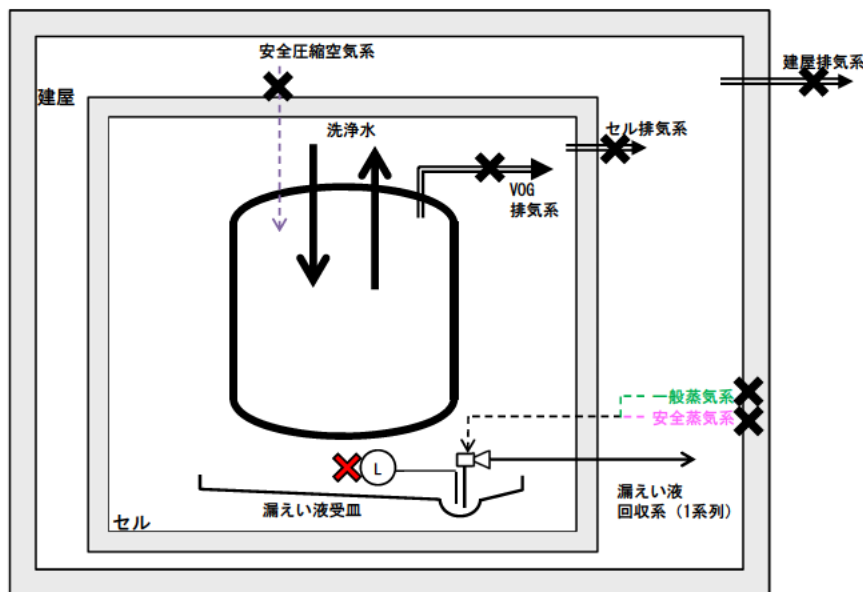 安全圧縮空気系
建屋排気系
建屋
洗浄水
セル排気系
VOG
排気系
一般蒸気系
安全蒸気系
L
漏えい液受皿
漏えい液
回収系（1系列）
セル